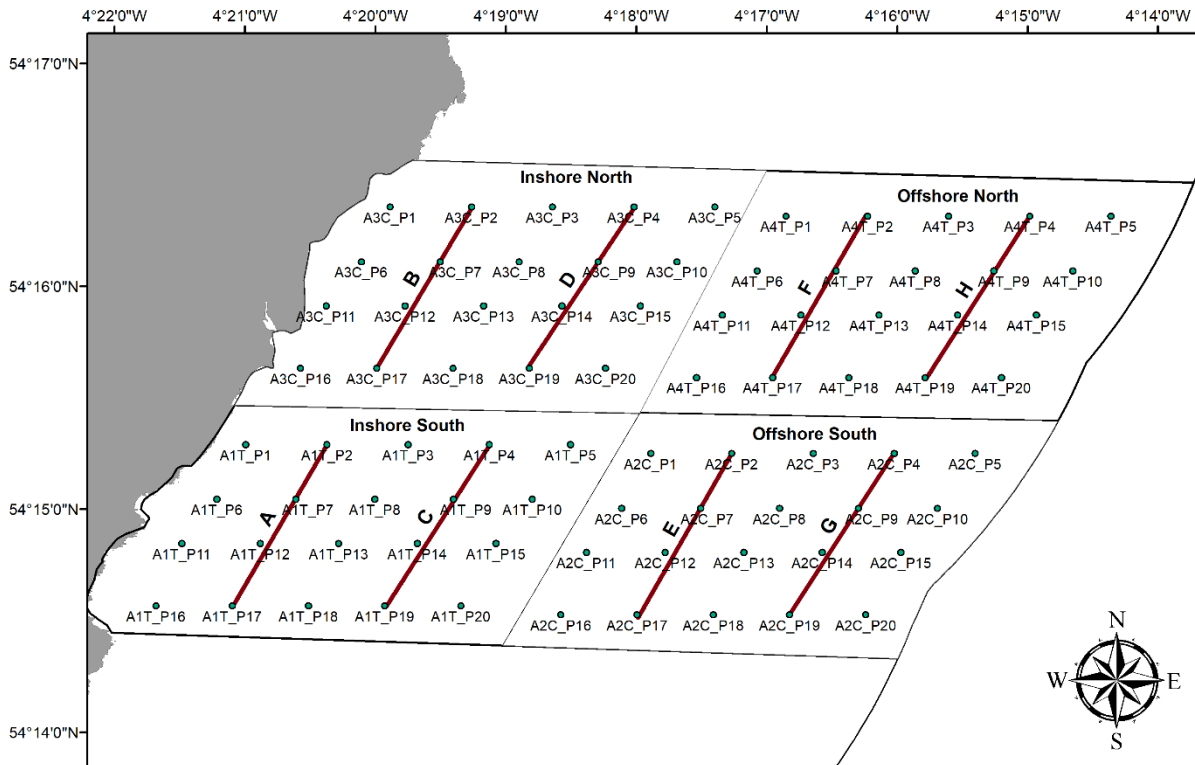 4°22'0"W 4°21'0"W 4°20'0"W 4°19'0"W 4°18'0"W 4°17'0"W 4°16'0"W 4°15'0"W 4°14'0"W
54°17'0"N
Inshore North
Offshore North
A3C_P1 A3C_P2 A3C_P3 A3C_P4 A3C_P5
A4T_P1 A4T_P2 A4T_P3 A4T_P4 A4T_P5
A3C_P6 A3C_P7 A3C_P8 A3C_P9 A3C_P10
A4T_P6 A4T_P7 A4T_P8 A4T_P9 A4T_P10
54°16'0"N
B D F H
A3C_P11 A3C_P12 A3C_P13 A3C_P14 A3C_P15
A4T_P11 A4T_P12 A4T_P13 A4T_P14 A4T_P15
A3C_P16 A3C_P17 A3C_P18 A3C_P19 A3C_P20
A4T_P16 A4T_P17 A4T_P18 A4T_P19 A4T_P20
Inshore South
Offshore South
A1T_P1 A1T_P2 A1T_P3 A1T_P4 A1T_P5
A2C_P1 A2C_P2 A2C_P3 A2C_P4 A2C_P5
54°15'0"N
A1T_P6 A1T_P7 A1T_P8 A1T_P9 A1T_P10
A2C_P6 A2C_P7 A2C_P8 A2C_P9 A2C_P10
A C E G
A1T_P11 A1T_P12 A1T_P13 A1T_P14 A1T_P15
A2C_P11 A2C_P12 A2C_P13 A2C_P14 A2C_P15
A1T_P16 A1T_P17 A1T_P18 A1T_P19 A1T_P20
A2C_P16 A2C_P17 A2C_P18 A2C_P19 A2C_P20
54°14'0"N
N
W E
S